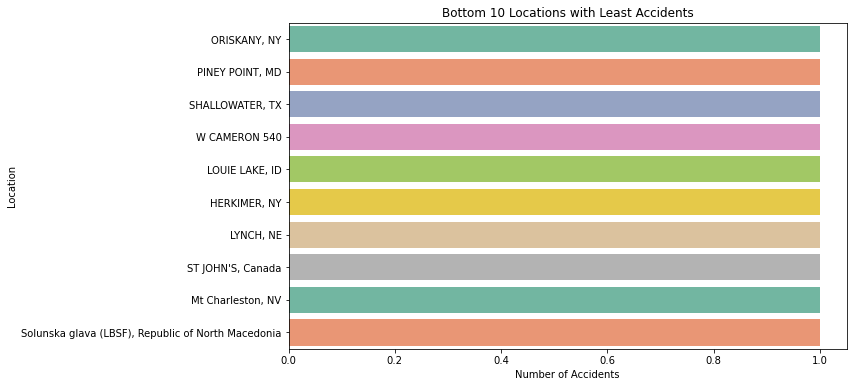 Bottom 10 Locations with Least Accidents
Location
ORISKANY, NY
PINEY POINT, MD
SHALLOWATER, TX
W CAMERON 540
LOUIE LAKE, ID
HERKIMER, NY
LYNCH, NE
ST JOHN'S, Canada
Mt Charleston, NV
Solunska glava (LBSF), Republic of North Macedonia
0.0 0.2 0.4 0.6 0.8 1.0
Number of Accidents